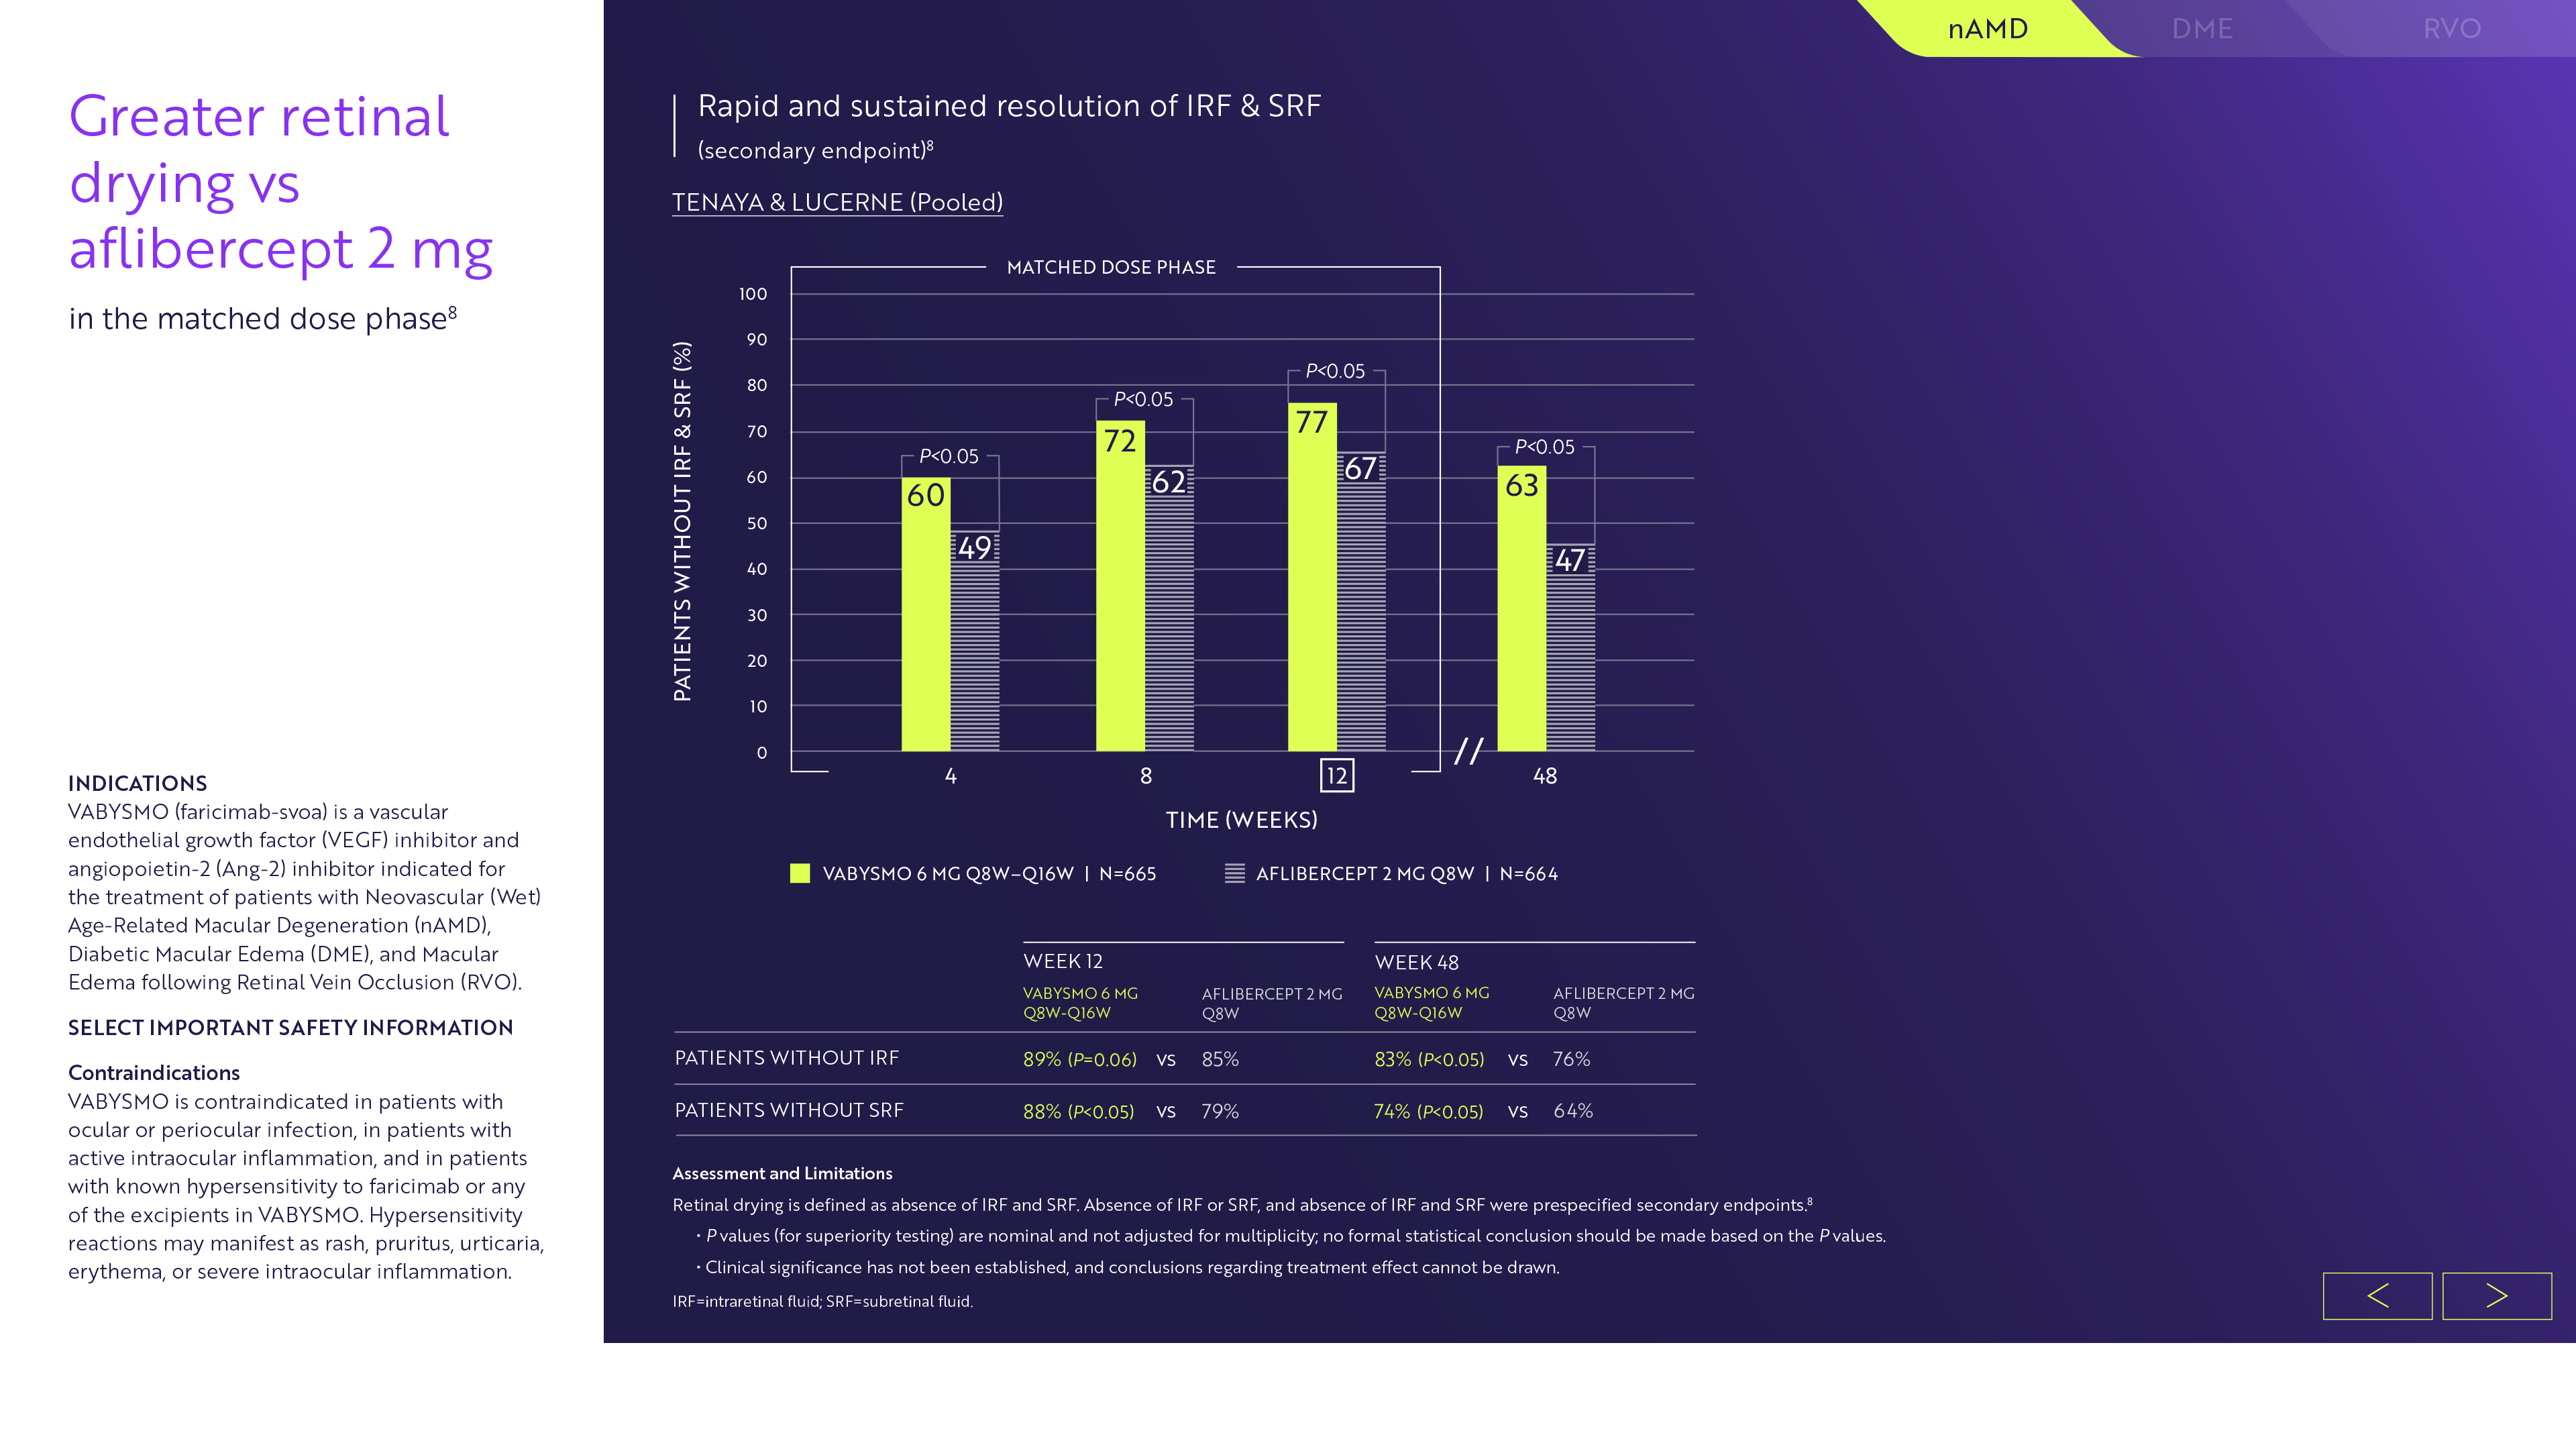 nAMD
DME
RVO
Greater retinal
drying vs
aflibercept 2 mg
in the matched dose phase8
INDICATIONS
VABYSMO (faricimab-svoa) is a vascular
endothelial growth factor (VEGF) inhibitor and
angiopoietin-2 (Ang-2) inhibitor indicated for
the treatment of patients with Neovascular (Wet)
Age-Related Macular Degeneration (nAMD),
Diabetic Macular Edema (DME), and Macular
Edema following Retinal Vein Occlusion (RVO).
SELECT IMPORTANT SAFETY INFORMATION
Contraindications
VABYSMO is contraindicated in patients with
ocular or periocular infection, in patients with
active intraocular inflammation, and in patients
with known hypersensitivity to faricimab or any
of the excipients in VABYSMO. Hypersensitivity
reactions may manifest as rash, pruritus, urticaria,
erythema, or severe intraocular inflammation.
Rapid and sustained resolution of IRF & SRF
(secondary endpoint)8
TENAYA & LUCERNE (Pooled)
MATCHED DOSE PHASE
PATIENTS WITHOUT IRF & SRF (%)
100
90
80
70
60
50
40
30
20
10
0
P<0.05
60
49
P<0.05
72
62
P<0.05
77
67
P<0.05
63
47
4
8
12
//
48
TIME (WEEKS)
VABYSMO 6 MG Q8W–Q16W | N=665
AFLIBERCEPT 2 MG Q8W | N=664
WEEK 12
WEEK 48
VABYSMO 6 MG
Q8W-Q16W
AFLIBERCEPT 2 MG
Q8W
VABYSMO 6 MG
Q8W-Q16W
AFLIBERCEPT 2 MG
Q8W
PATIENTS WITHOUT IRF 89% (P=0.06) vs 85% 83% (P<0.05) vs 76%
PATIENTS WITHOUT SRF 88% (P<0.05) vs 79% 74% (P<0.05) vs 64%
Assessment and Limitations
Retinal drying is defined as absence of IRF and SRF. Absence of IRF or SRF, and absence of IRF and SRF were prespecified secondary endpoints.8
• P values (for superiority testing) are nominal and not adjusted for multiplicity; no formal statistical conclusion should be made based on the P values.
• Clinical significance has not been established, and conclusions regarding treatment effect cannot be drawn.
IRF=intraretinal fluid; SRF=subretinal fluid.